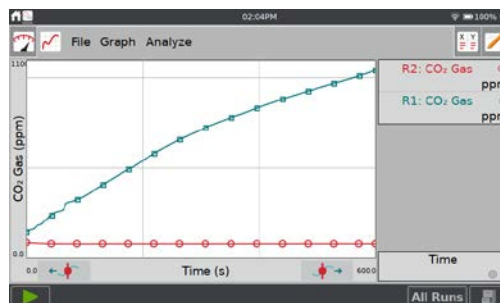 02:04PM
100%
File Graph Analyze
X Y
R2: CO₂ Gas
ppm
R1: CO₂ Gas
ppm
CO₂ Gas (ppm)
0.0
0.0
Time (s)
600.0
Time
All Runs